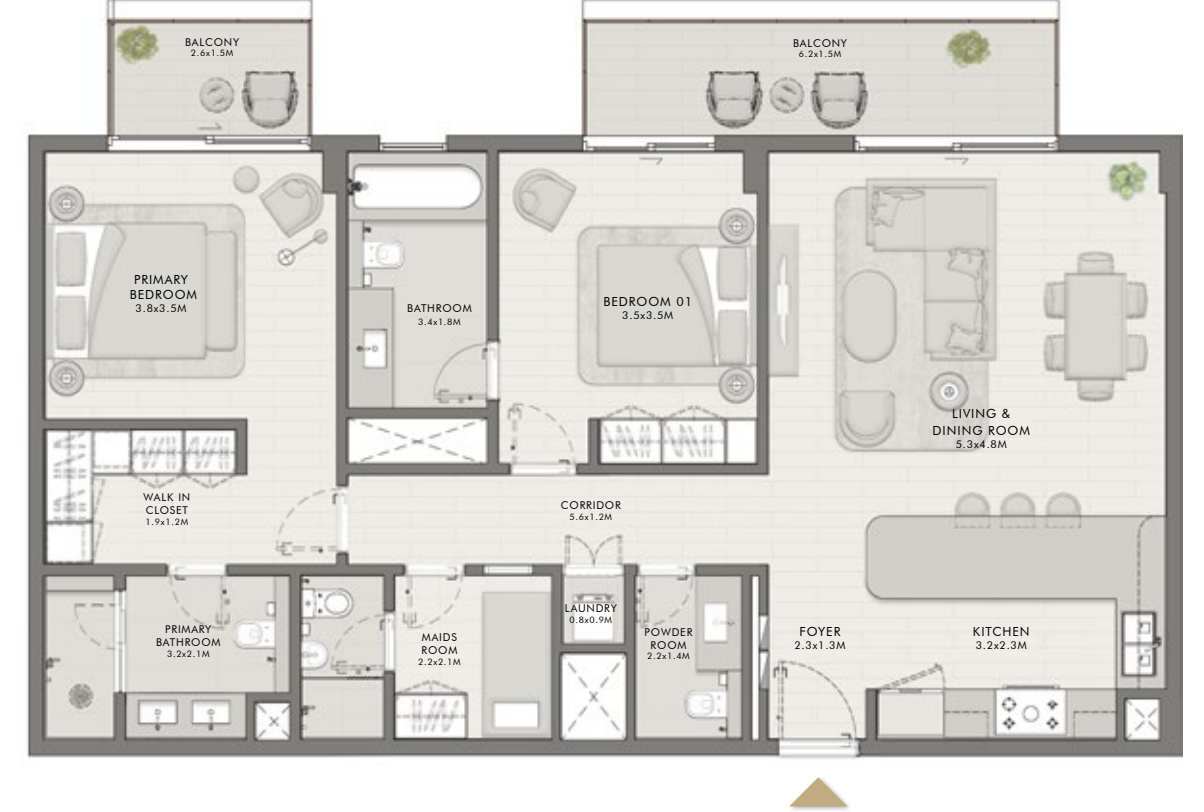 BALCONY
2.6x1.5M
BALCONY
6.2x1.5M
PRIMARY
BEDROOM
3.8x3.5M
BATHROOM
3.4x1.8M
BEDROOM 01
3.5x3.5M
LIVING &
DINING ROOM
5.3x4.8M
WALK IN
CLOSET
1.9x1.2M
CORRIDOR
5.6x1.2M
PRIMARY
BATHROOM
3.2x2.1M
MAIDS
ROOM
2.2x2.1M
LAUNDRY
0.8x0.9M
POWDER
ROOM
2.2x1.4M
FOYER
2.3x1.3M
KITCHEN
3.2x2.3M